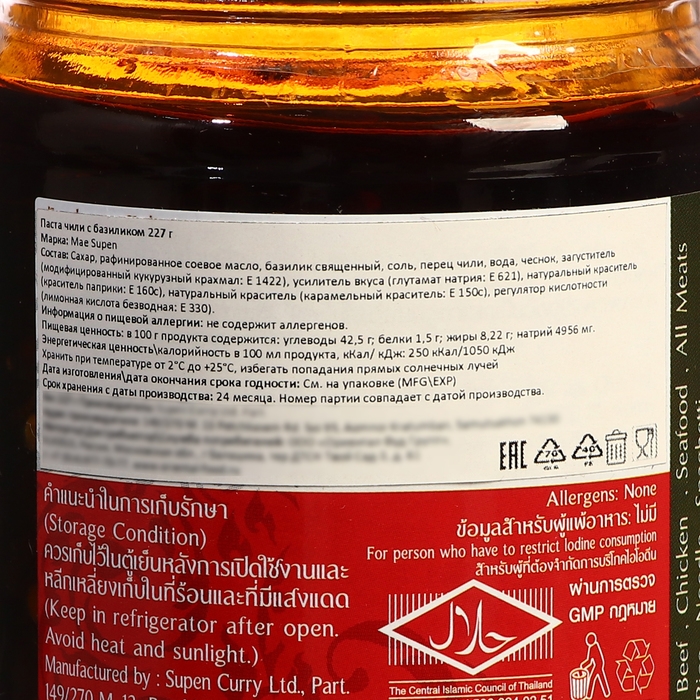 Паста чили с базиликом 227 г
Марка: Mae Supen
Состав: Сахар, рафинированное соевое масло, базилик священный, соль, перец чили, вода, чеснок, загуститель
(модифицированный кукурузный крахмал: Е 1422), усилитель вкуса (глутамат натрия: Е 621), натуральный краситель
(краситель паприки: Е 160с), натуральный краситель (карамельный краситель: Е 150с), регулятор кислотности
(лимонная кислота безводная: Е 330).
Информация о пищевой аллергии: не содержит аллергенов.
Пищевая ценность: в 100 г продукта содержится: углеводы 42,5 г; белки 1,5 г; жиры 8,22 г; натрий 4956 мг.
Энергетическая ценность\калорийность в 100 мл продукта, кКал/ кДж: 250 кКал/1050 кДж
Хранить при температуре от 2°С до +25°С, избегать попадания прямых солнечных лучей
Дата изготовления\дата окончания срока годности: См. на упаковке (MFG\EXP)
Срок хранения с даты производства: 24 месяца. Номер партии совпадает с датой производства.
EAC
คำแนะนำในการเก็บรักษา
(Storage Condition)
ควรเก็บไว้ในตู้เย็นหลังการเปิดใช้งานและ
หลีกเลี่ยงเก็บในที่ร้อนและที่มีแสงแดด
(Keep in refrigerator after open.
Avoid heat and sunlight.)
Manufactured by : Supen Curry Ltd., Part.
Allergens: None
ข้อมูลสำหรับผู้แพ้อาหาร: ไม่มี
For person who have to restrict lodine consumption
สำหรับผู้ที่ต้องจำกัดการบริโภคไอโอดีน
حلال
The Central Islamic Council of Thailand
ผ่านการตรวจ
GMP กฎหมาย
Beef . Chicken . Seafood . All Meats